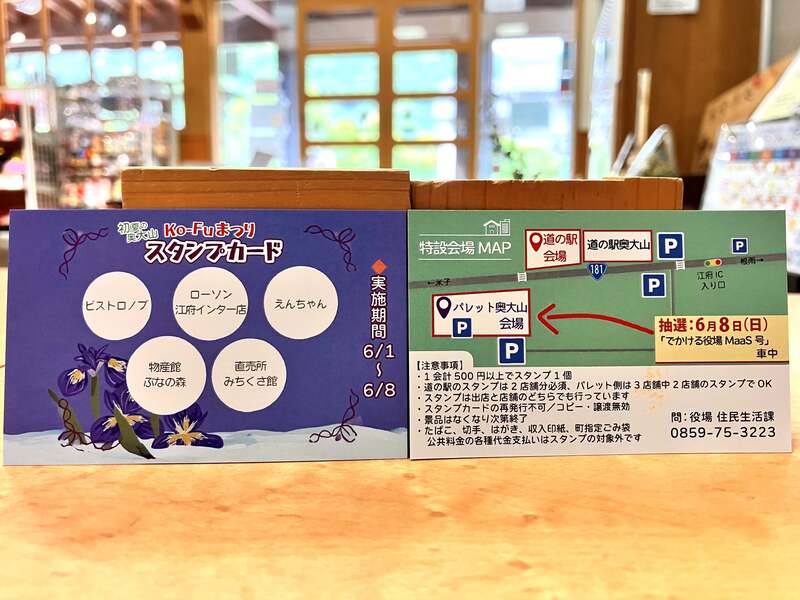 初夏の
奥大山
Ko-Fuまつり
スタンプカード
ビストロノブ
ローソン
江府インター店
えんちゃん
物産館
ぶなの森
直売所
みちくさ館
◆実施期間
6/1
〜
6/8
特設会場 MAP
道の駅
会場
道の駅奥大山
P
P
P
181
江府 IC
入り口
根雨→
←米子
パレット奥大山
会場
P
P
抽選:6月8日(日)
「でかける役場 MaaS 号」
車中
【注意事項】
・1 会計 500 円以上でスタンプ 1 個
・道の駅のスタンプは 2 店舗分必須、パレット側は 3 店舗中 2 店舗のスタンプで OK
・スタンプは出店と店舗のどちらでも行っています
・スタンプカードの再発行不可/コピー・譲渡無効
・景品はなくなり次第終了
・たばこ、切手、はがき、収入印紙、町指定ごみ袋
公共料金の各種代金支払いはスタンプの対象外です
問:役場 住民生活課
0859-75-3223